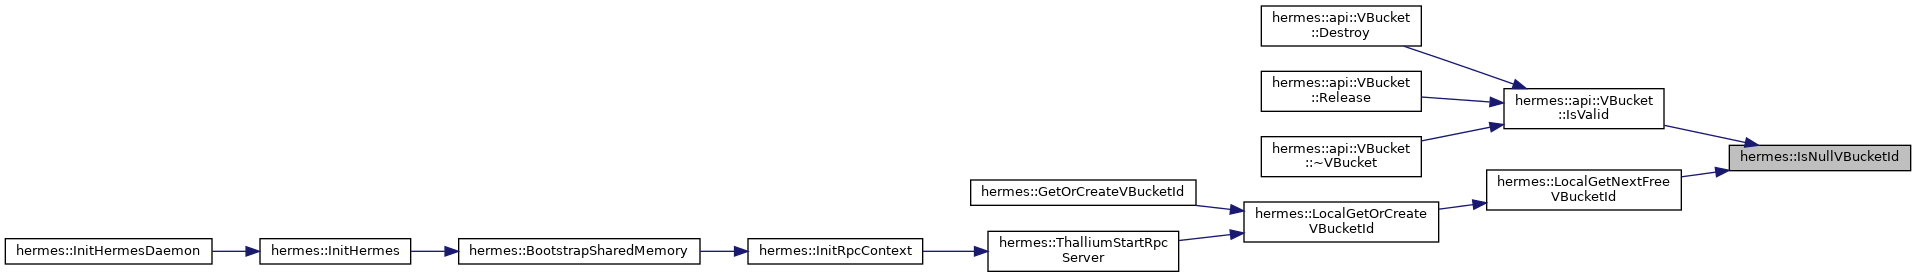 hermes::api::VBucket
::Destroy
hermes::api::VBucket
::Release
hermes::api::VBucket
::IsValid
hermes::api::VBucket
::~VBucket
hermes::IsNullVBucketId
hermes::GetOrCreateVBucketId
hermes::LocalGetNextFree
VBucketId
hermes::LocalGetOrCreate
VBucketId
hermes::InitHermesDaemon
hermes::InitHermes
hermes::BootstrapSharedMemory
hermes::InitRpcContext
hermes::ThalliumStartRpc
Server